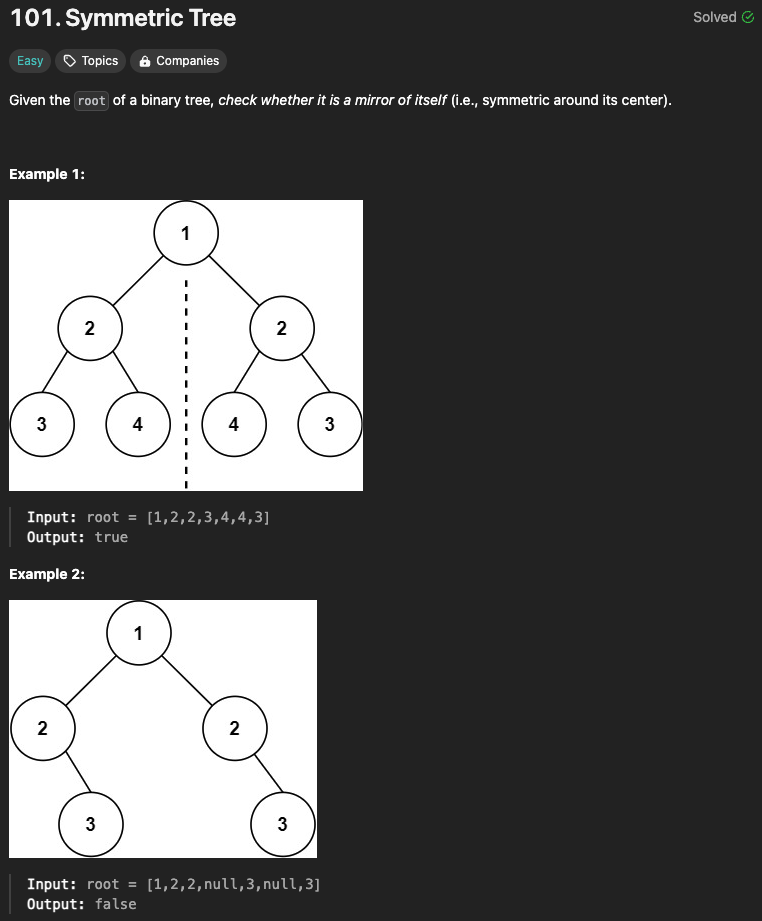 101. Symmetric Tree
Solved
Easy Topics Companies
Given the root of a binary tree, check whether it is a mirror of itself (i.e., symmetric around its center).
Example 1:
1
2 2
3 4 4 3
Input: root = [1,2,2,3,4,4,3]
Output: true
Example 2:
1
2 2
3 3
Input: root = [1,2,2,null,3,null,3]
Output: false